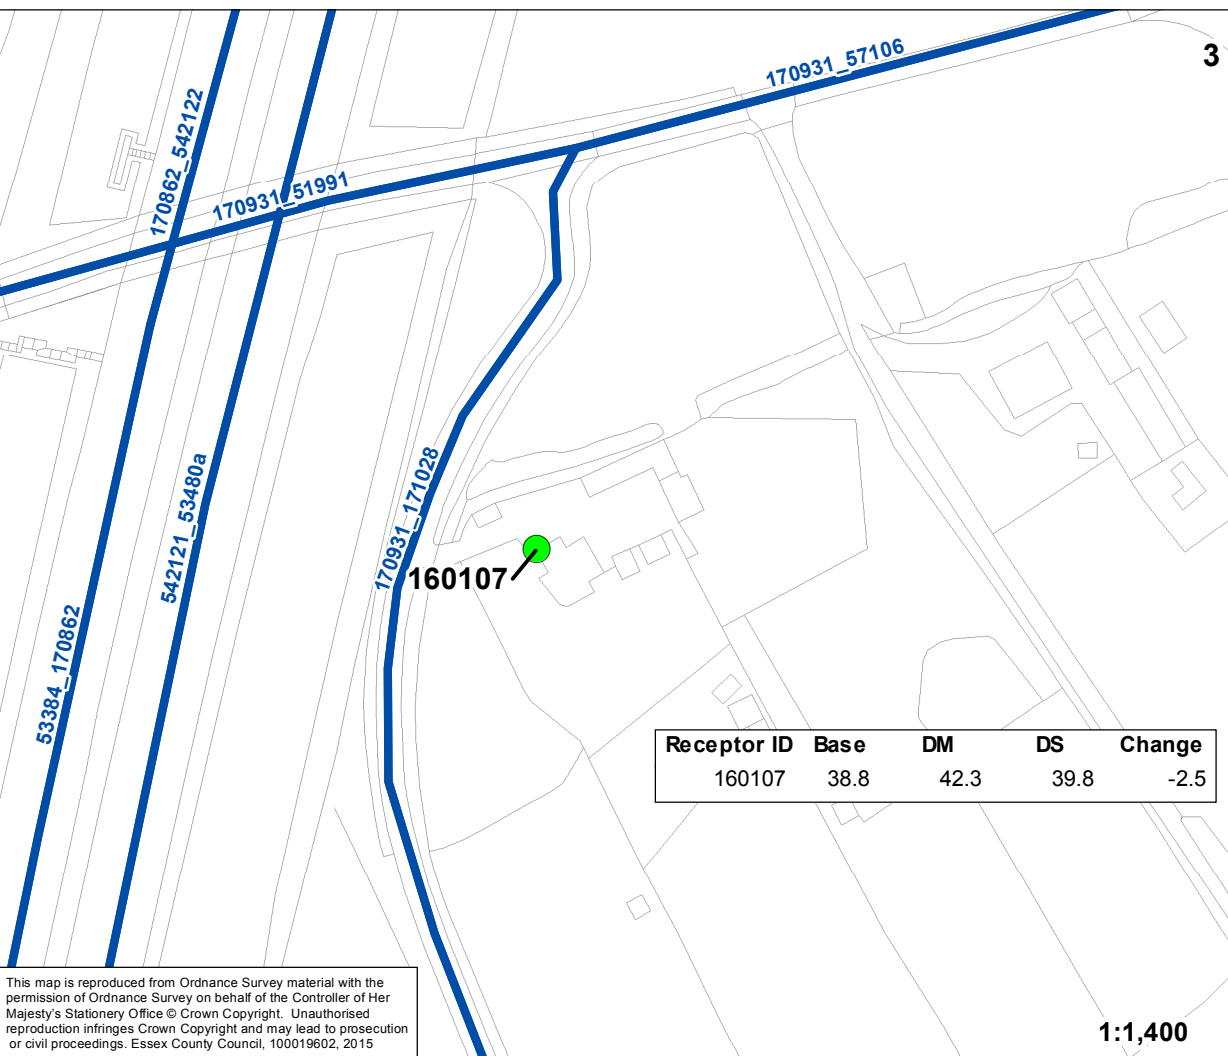 3
170931_57106
170862_542122
170931_51991
170931_171028
542121_53480a
160107
53384_170862
Receptor ID Base DM DS Change
160107 38.8 42.3 39.8 -2.5
This map is reproduced from Ordnance Survey material with the
permission of Ordnance Survey on behalf of the Controller of Her
Majesty's Stationery Office © Crown Copyright. Unauthorised
reproduction infringes Crown Copyright and may lead to prosecution
or civil proceedings. Essex County Council, 100019602, 2015
1:1,400